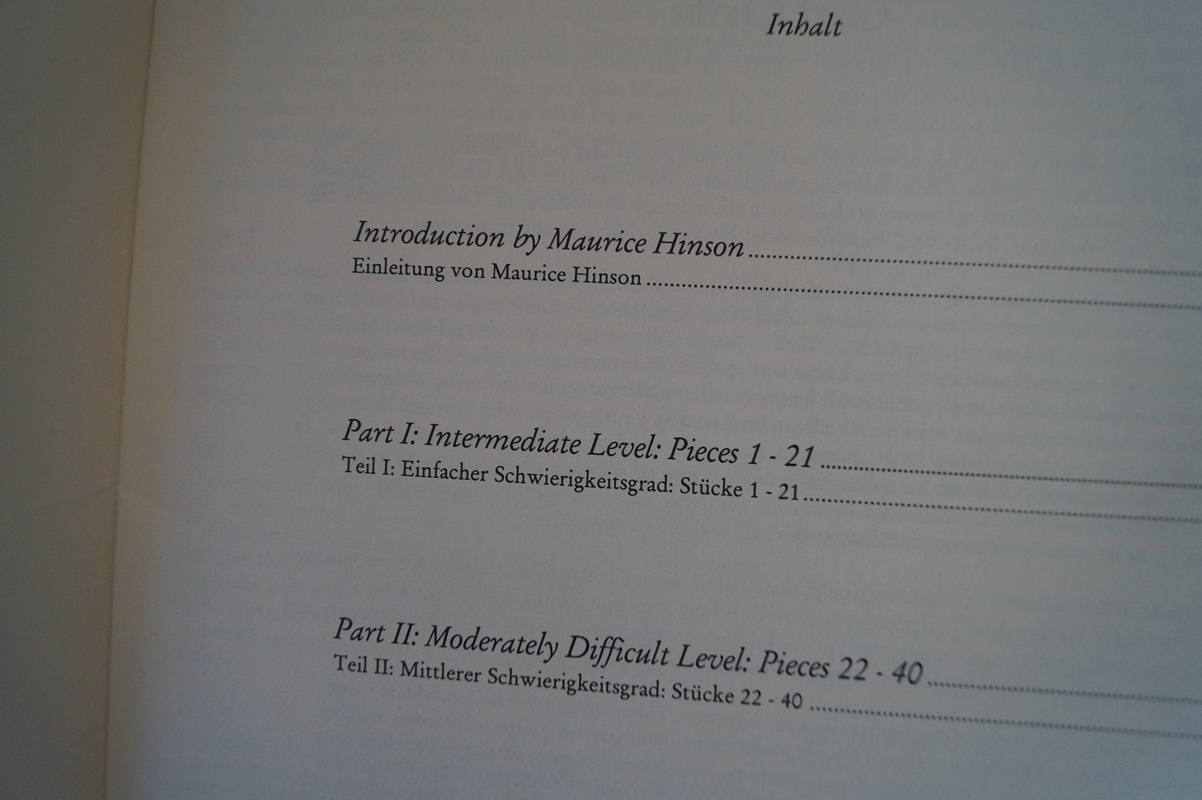 Inhalt
Introduction by Maurice Hinson
Einleitung von Maurice Hinson
Part I: Intermediate Level: Pieces 1 - 21
Teil I: Einfacher Schwierigkeitsgrad: Stücke 1 - 21
Part II: Moderately Difficult Level: Pieces 22 - 40
Teil II: Mittlerer Schwierigkeitsgrad: Stücke 22 - 40